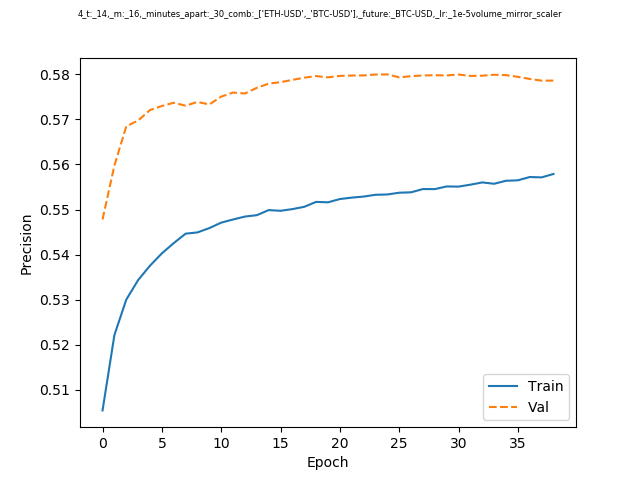 4_t:_14,_m:_16,_minutes_apart:_30_comb:_['ETH-USD',_'BTC-USD'],_future:_BTC-USD,_lr:_1e-5volume_mirror_scaler
0.58
0.57
0.56
0.55
0.54
0.53
0.52
0.51
Precision
Train
Val
0 5 10 15 20 25 30 35
Epoch